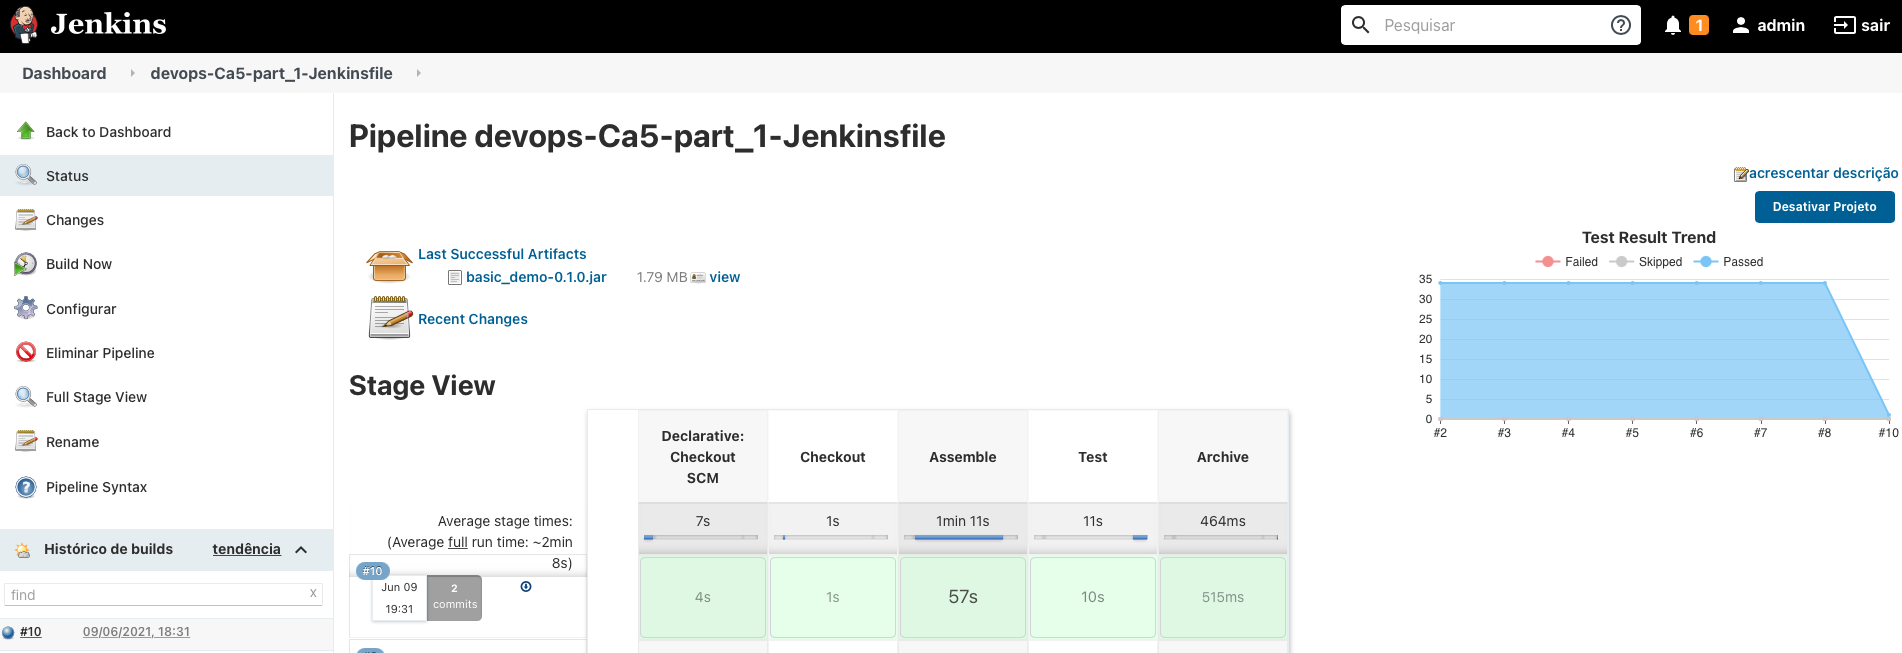 Jenkins
Pesquisar
1
admin
sair
Dashboard
devops-Ca5-part_1-Jenkinsfile
Back to Dashboard
Status
Changes
Build Now
Configurar
Eliminar Pipeline
Full Stage View
Rename
Pipeline Syntax
Histórico de builds tendência
find x
#10 09/06/2021, 18:31
Pipeline devops-Ca5-part_1-Jenkinsfile
acrescentar descrição
Desativar Projeto
Last Successful Artifacts
basic_demo-0.1.0.jar 1.79 MB view
Recent Changes
Test Result Trend
Failed Skipped Passed
35
30
25
20
15
10
5
0
#2 #3 #4 #5 #6 #7 #8 #10
Stage View
Declarative:
Checkout
SCM
Checkout
Assemble
Test
Archive
Average stage times:
(Average full run time: ~2min
8s)
7s 1s 1min 11s 11s 464ms
#10
Jun 09
19:31
2
commits
4s 1s 57s 10s 515ms